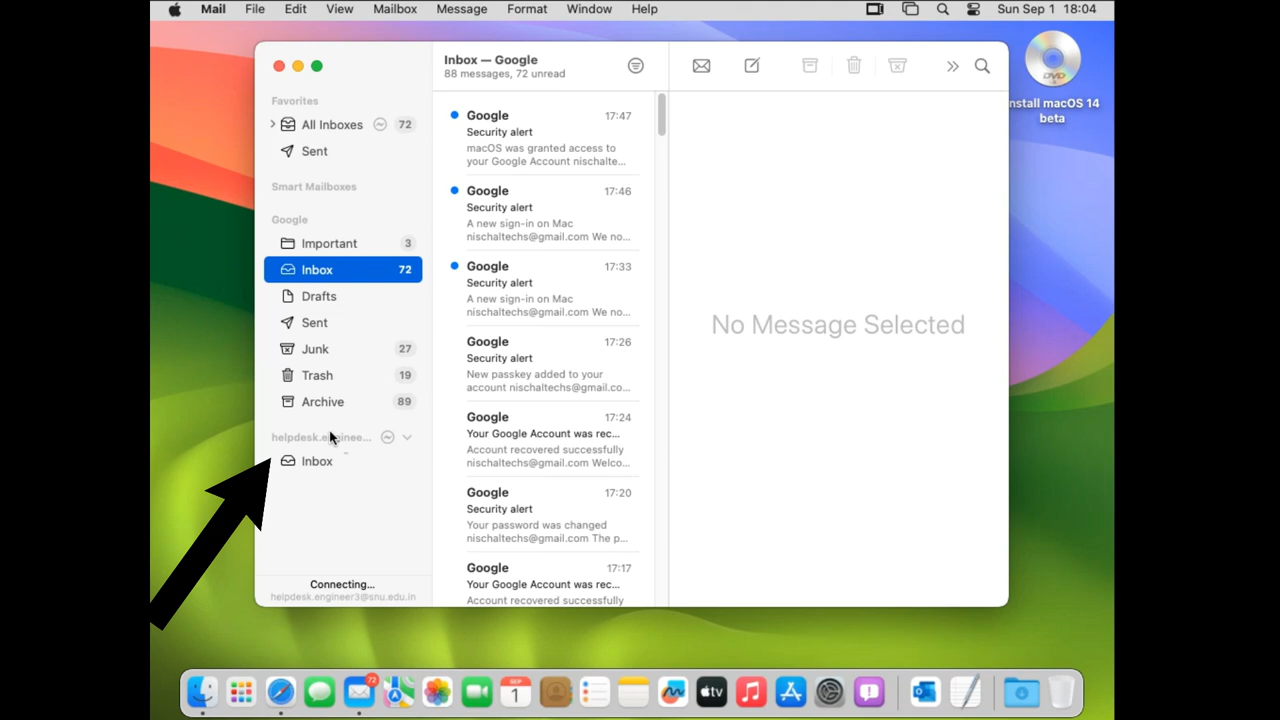 Mail File Edit View Mailbox Message Format Window Help Sun Sep 1 18:04
Inbox — Google
88 messages, 72 unread
Favorites
All Inboxes 72
Sent
Smart Mailboxes
Google
Important 3
Inbox 72
Drafts
Sent
Junk 27
Trash 19
Archive 89
helpdesk.enginee...
Inbox
Connecting...
helpdesk.engineer3@snu.edu.in
Google 17:47
Security alert
macOS was granted access to
your Google Account nischalte...
Google 17:46
Security alert
A new sign-in on Mac
nischaltechs@gmail.com We no...
Google 17:33
Security alert
A new sign-in on Mac
nischaltechs@gmail.com We no...
Google 17:26
Security alert
New passkey added to your
account nischaltechs@gmail.co...
Google 17:24
Your Google Account was rec...
Account recovered successfully
nischaltechs@gmail.com Welco...
Google 17:20
Security alert
Your password was changed
nischaltechs@gmail.com The p...
Google 17:17
Your Google Account was rec...
Account recovered successfully
No Message Selected
DVD
nstall macOS 14
beta
72
SEP
1
tv